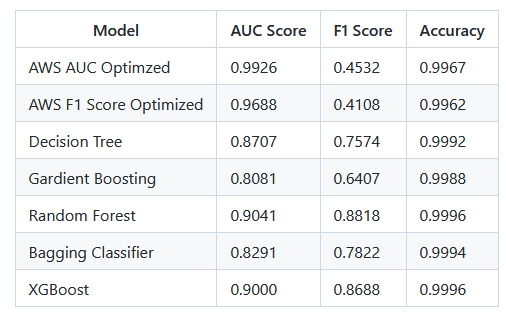 Model AUC Score F1 Score Accuracy
AWS AUC Optimzed 0.9926 0.4532 0.9967
AWS F1 Score Optimized 0.9688 0.4108 0.9962
Decision Tree 0.8707 0.7574 0.9992
Gardient Boosting 0.8081 0.6407 0.9988
Random Forest 0.9041 0.8818 0.9996
Bagging Classifier 0.8291 0.7822 0.9994
XGBoost 0.9000 0.8688 0.9996